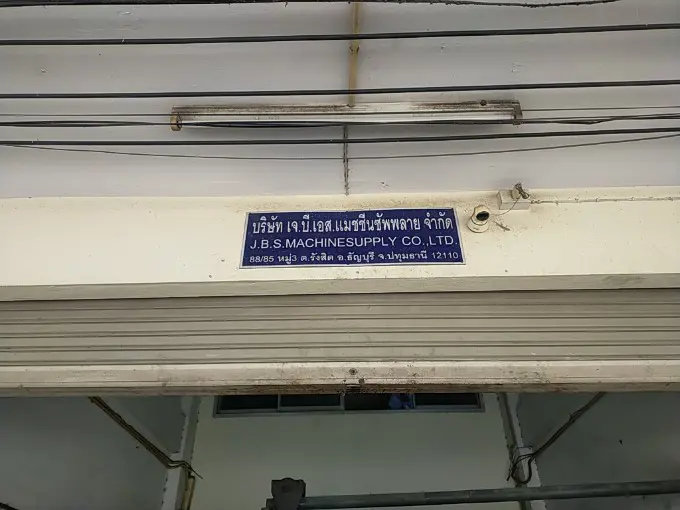 บริษัท เจ.บี.เอส.แมชชีนซัพพลาย จำกัด
J.B.S.MACHINESUPPLY CO.,LTD.
88/85 หมู่3 ต.รังสิต อ.ธัญบุรี จ.ปทุมธานี 12110